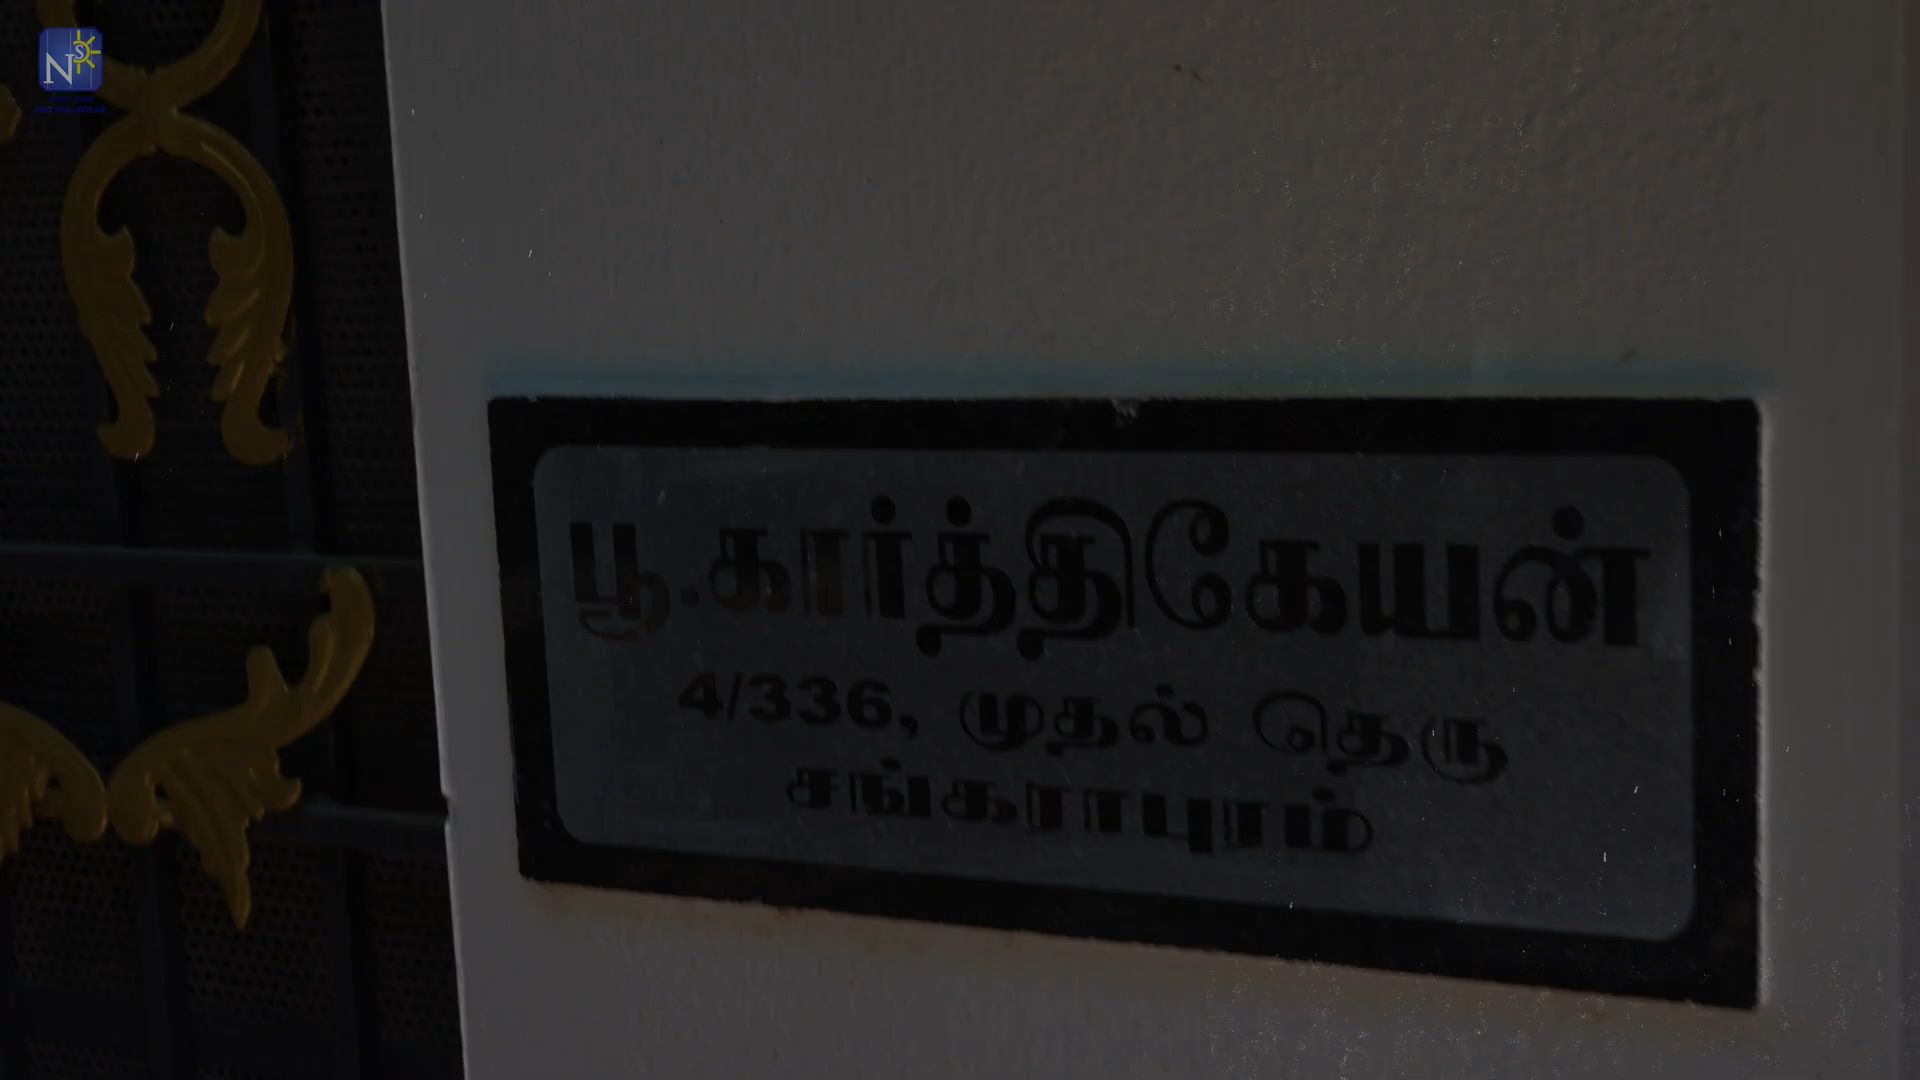 பூ.கார்த்திகேயன்
4/336, முதல் தெரு
சங்கராபுரம்